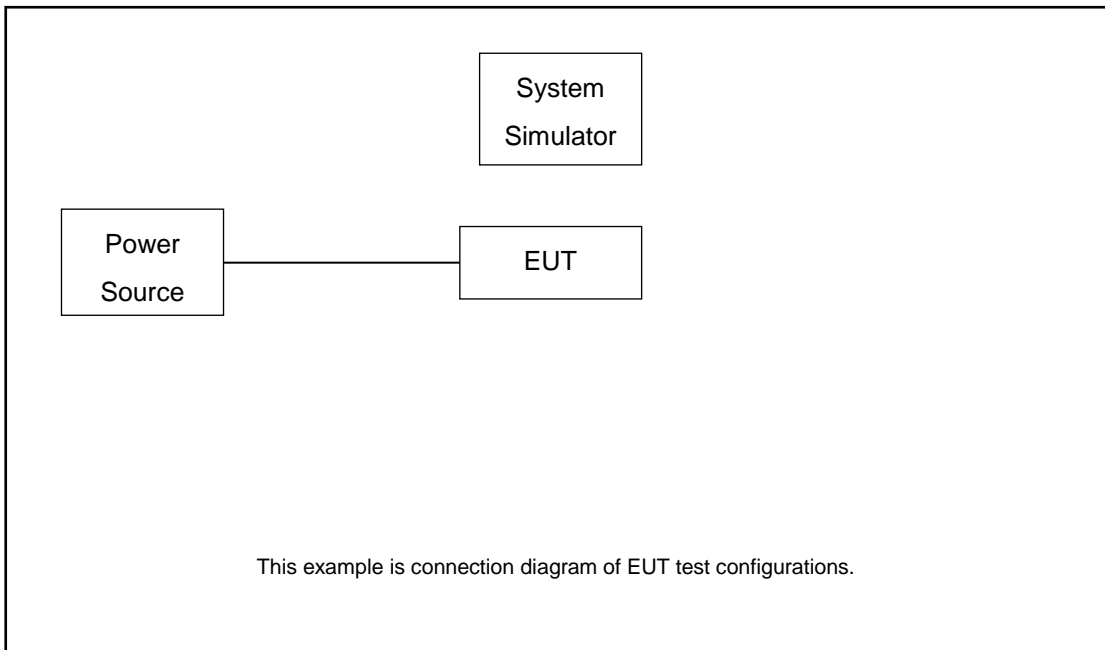 System
Simulator
Power
Source
EUT
This example is connection diagram of EUT test configurations.